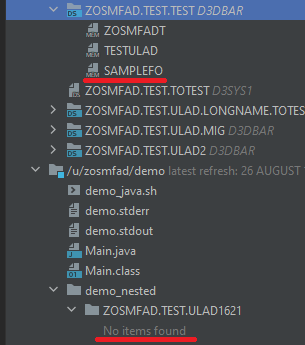 ZOSMFAD.TEST.TEST D3DBAR
ZOSMFADT
TESTULAD
SAMPLEFO
ZOSMFAD.TEST.TOTEST D3SYS1
ZOSMFAD.TEST.ULAD.LONGNAME.TOTES
ZOSMFAD.TEST.ULAD.MIG D3DBAR
ZOSMFAD.TEST.ULAD2 D3DBAR
/u/zosmfad/demo latest refresh: 26 AUGUST
demo_java.sh
demo.stderr
demo.stdout
Main.java
Main.class
demo_nested
ZOSMFAD.TEST.ULAD1621
No items found